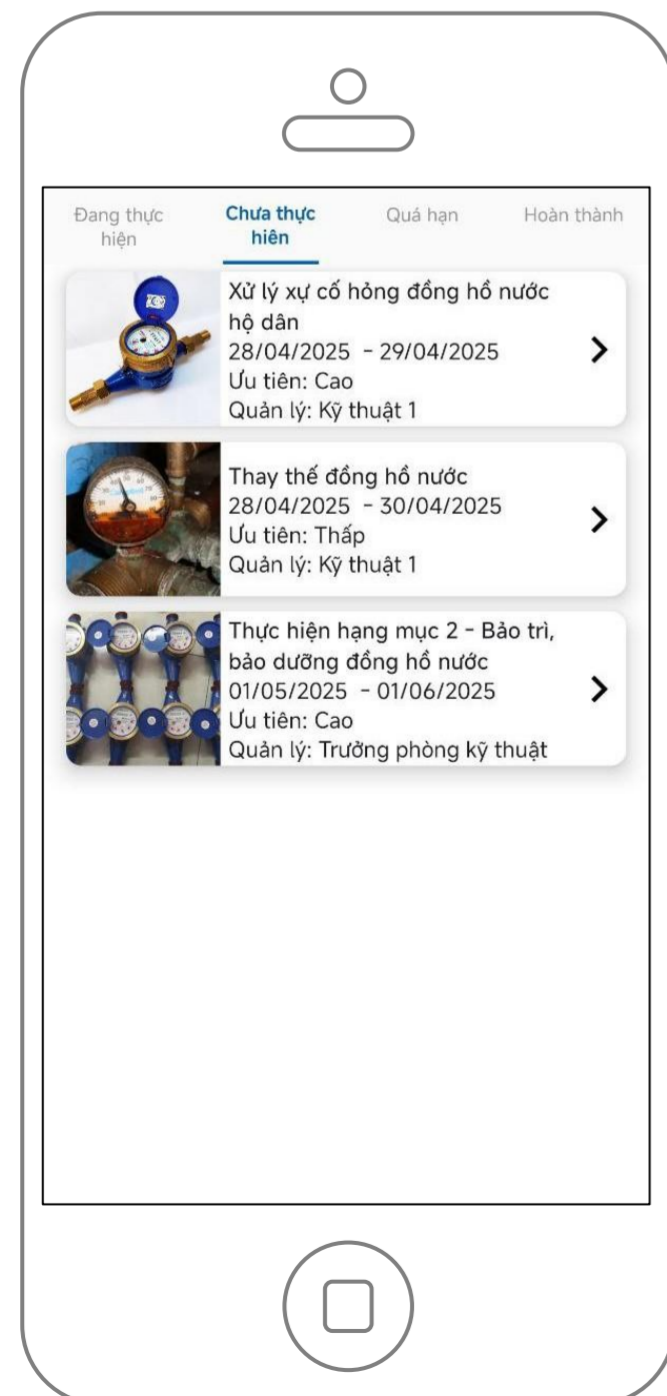 Đang thực
hiện
Chưa thực
hiên
Quá hạn
Hoàn thành
Xử lý xự cố hỏng đồng hồ nước
hộ dân
28/04/2025 - 29/04/2025
Ưu tiên: Cao
Quản lý: Kỹ thuật 1
Thay thế đồng hồ nước
28/04/2025 - 30/04/2025
Ưu tiên: Thấp
Quản lý: Kỹ thuật 1
Thực hiện hạng mục 2 - Bảo trì,
bảo dưỡng đồng hồ nước
01/05/2025 - 01/06/2025
Ưu tiên: Cao
Quản lý: Trưởng phòng kỹ thuật